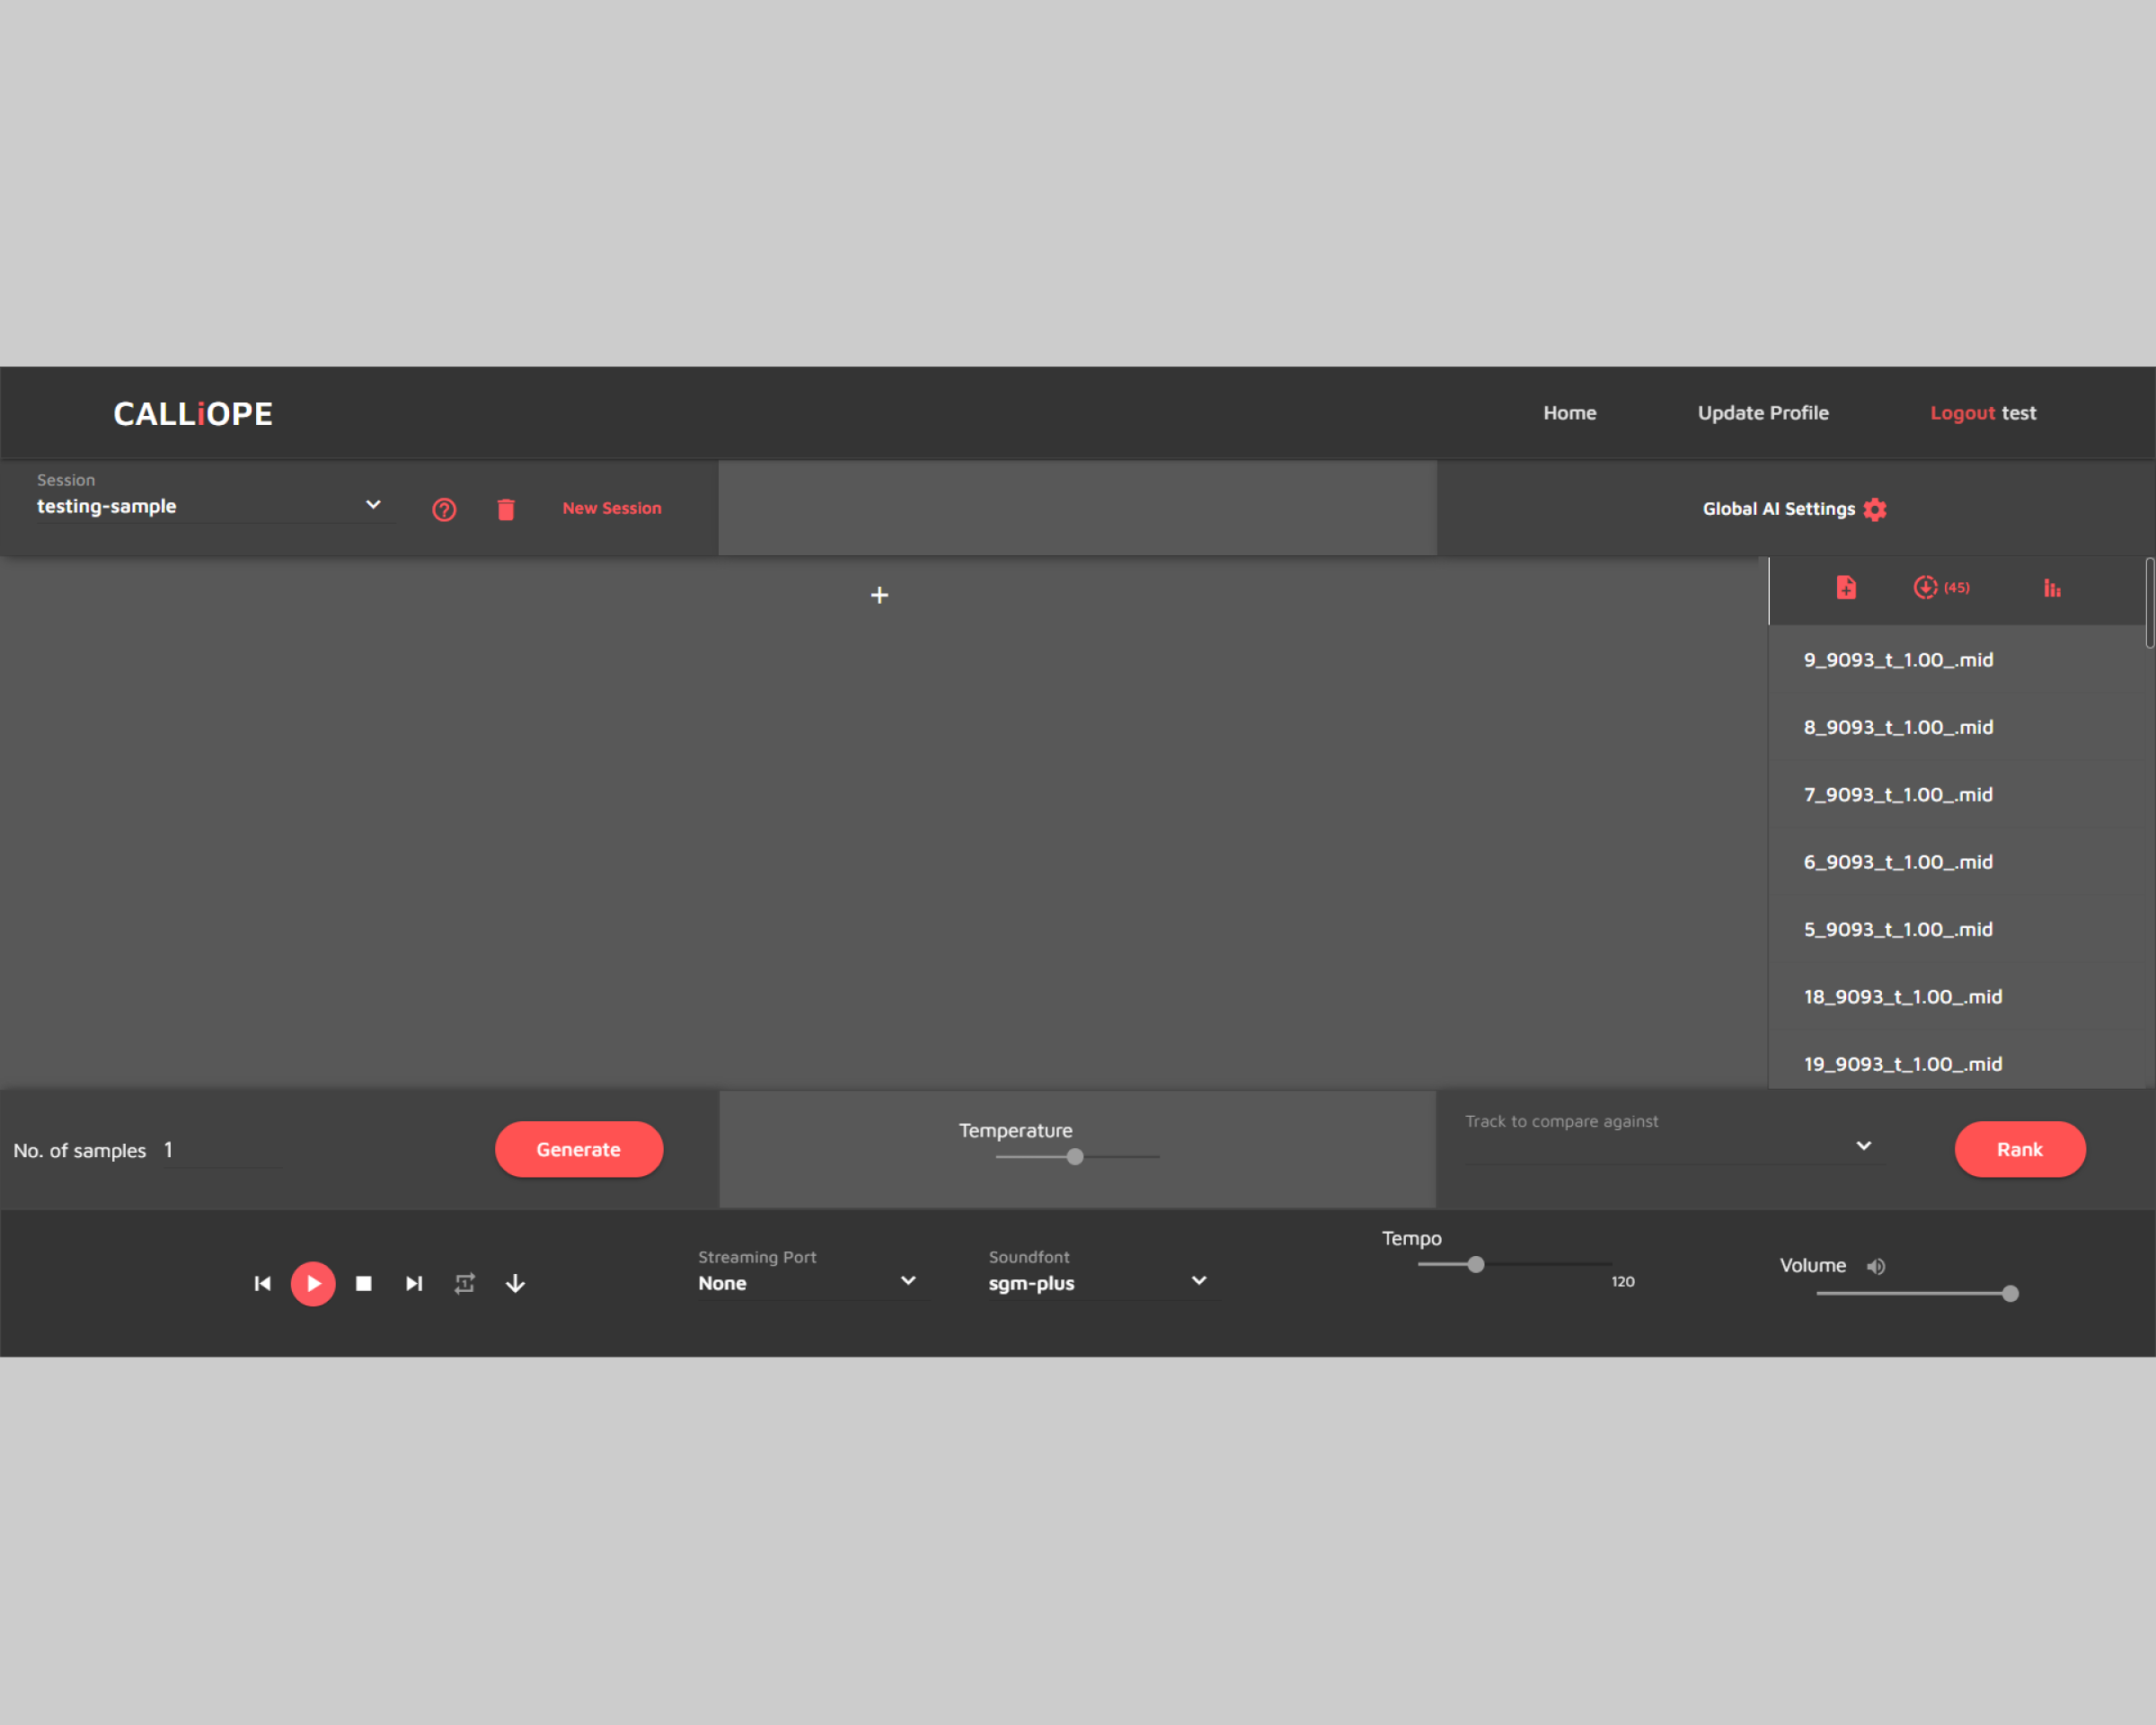 CALLiOPE
Home
Update Profile
Logout test
Session
testing-sample
New Session
Global AI Settings
(45)
9_9093_t_1.00_.mid
8_9093_t_1.00_.mid
7_9093_t_1.00_.mid
6_9093_t_1.00_.mid
5_9093_t_1.00_.mid
18_9093_t_1.00_.mid
19_9093_t_1.00_.mid
No. of samples 1
Generate
Temperature
Track to compare against
Rank
Streaming Port
None
Soundfont
sgm-plus
Tempo
120
Volume